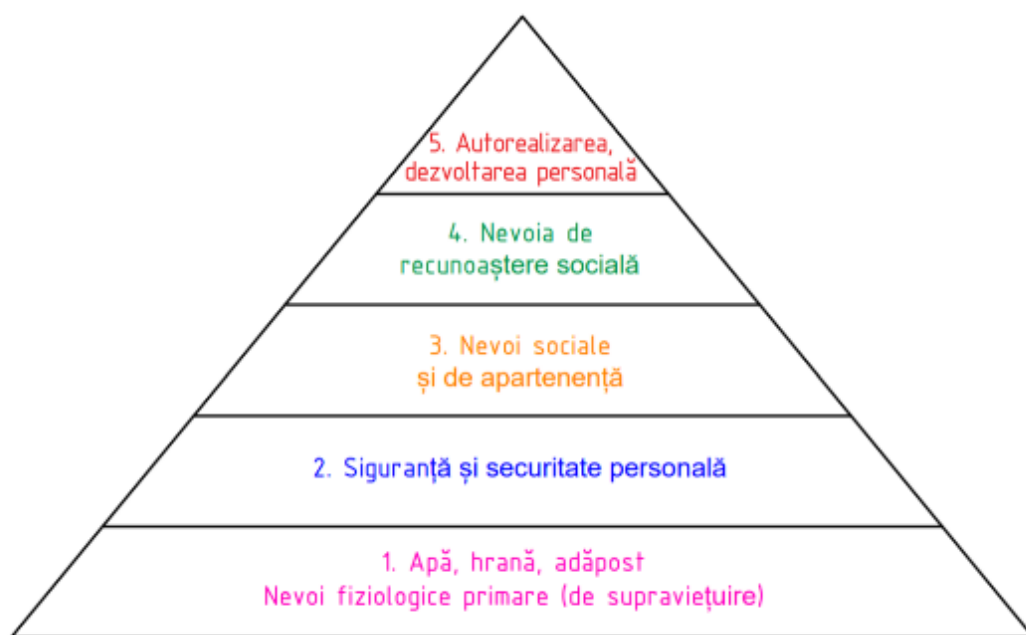 5. Autorealizarea,
dezvoltarea personală
4. Nevoia de
recunoaștere socială
3. Nevoi sociale
și de apartenență
2. Siguranță și securitate personală
1. Apă, hrană, adăpost
Nevoi fiziologice primare (de supraviețuire)